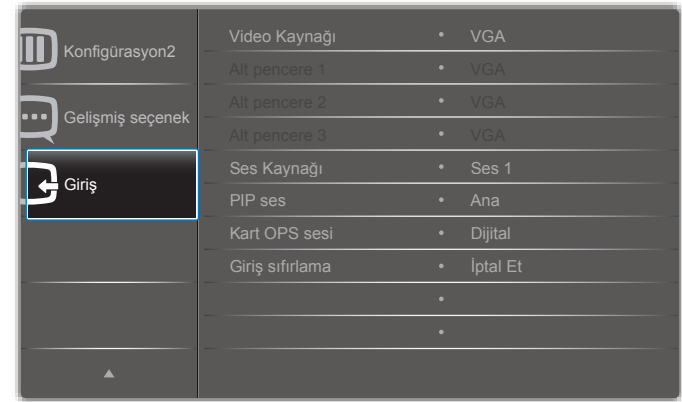 Konfigürasyon2
Gelişmiş seçenek
Giriş
Video Kaynağı • VGA
Alt pencere 1 • VGA
Alt pencere 2 • VGA
Alt pencere 3 • VGA
Ses Kaynağı • Ses 1
PIP ses • Ana
Kart OPS sesi • Dijital
Giriş sıfırlama • İptal Et
•
•